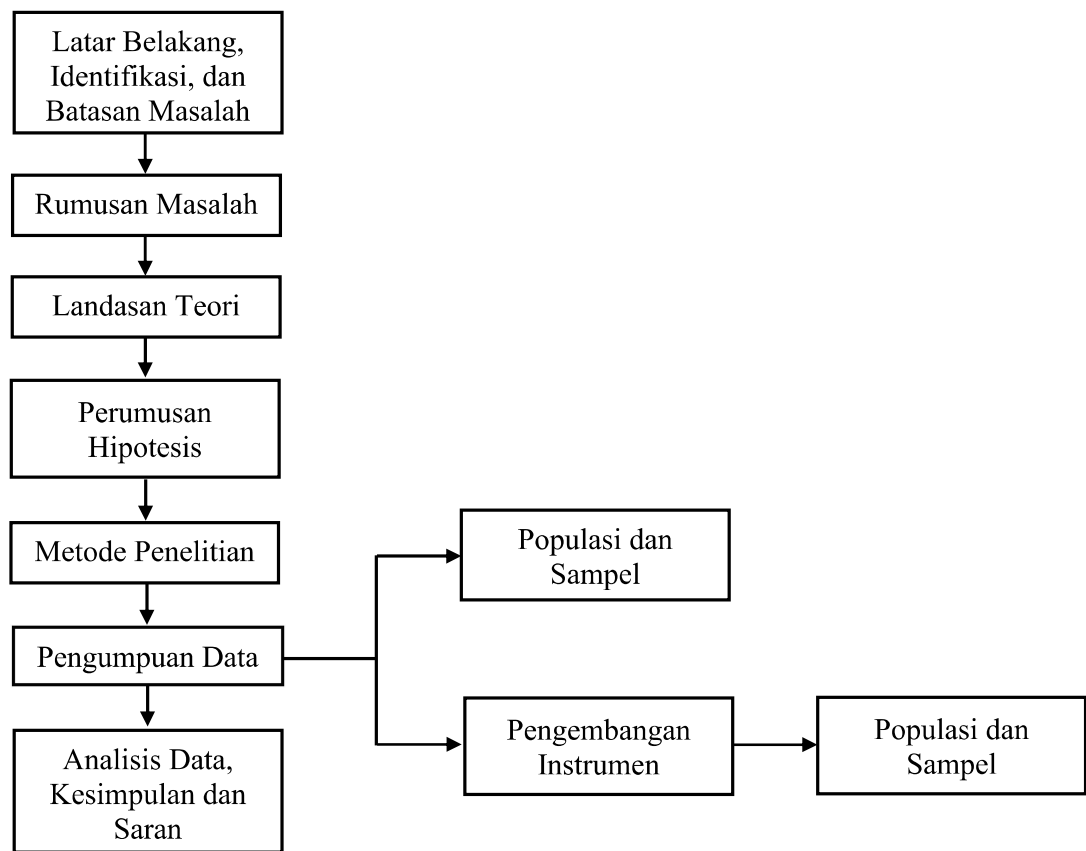 Latar Belakang,
Identifikasi, dan
Batasan Masalah
Rumusan Masalah
Landasan Teori
Perumusan
Hipotesis
Metode Penelitian
Pengumpuan Data
Analisis Data,
Kesimpulan dan
Saran
Populasi dan
Sampel
Pengembangan
Instrumen
Populasi dan
Sampel